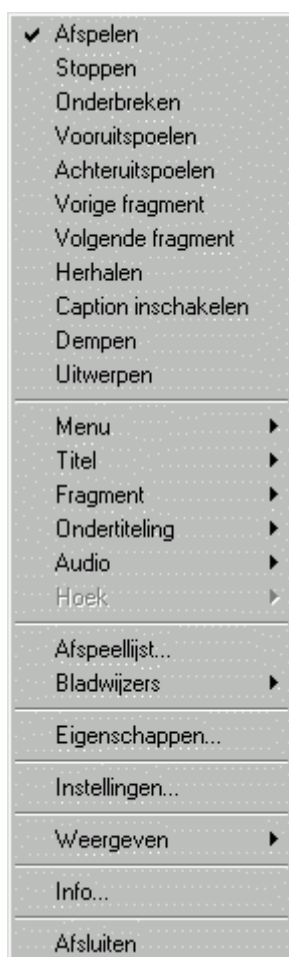 Afspelen
Stoppen
Onderbreken
Vooruitspoelen
Achteruitspoelen
Vorige fragment
Volgende fragment
Herhalen
Caption inschakelen
Dempen
Uitwerpen
Menu
Titel
Fragment
Ondertiteling
Audio
Hoek
Afspeellijst...
Bladwijzers
Eigenschappen...
Instellingen...
Weergeven
Info...
Afsluiten